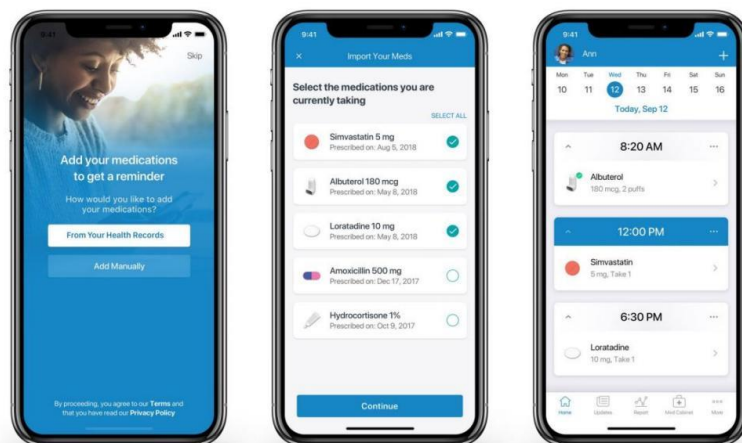 9:41
Skip
Add your medications
to get a reminder
How would you like to add
your medications?
From Your Health Records
Add Manually
By proceeding, you agree to our Terms and
that you have read our Privacy Policy
9:41
Import Your Meds
Select the medications you are
currently taking
SELECT ALL
Simvastatin 5 mg
Prescribed on: Aug 5, 2018
Albuterol 180 mcg
Prescribed on: May 8, 2018
Loratadine 10 mg
Prescribed on: May 8, 2018
Amoxicillin 500 mg
Prescribed on: Dec 17, 2017
Hydrocortisone 1%
Prescribed on: Oct 9, 2017
Continue
9:41
Ann
Mon Tue Wed Thu Fri Sat Sun
10 11 12 13 14 15 16
Today, Sep 12
8:20 AM
Albuterol
180 mcg, 2 puffs
12:00 PM
Simvastatin
5 mg, Take 1
6:30 PM
Loratadine
10 mg, Take 1
Home Updates Report Med Cabinet More